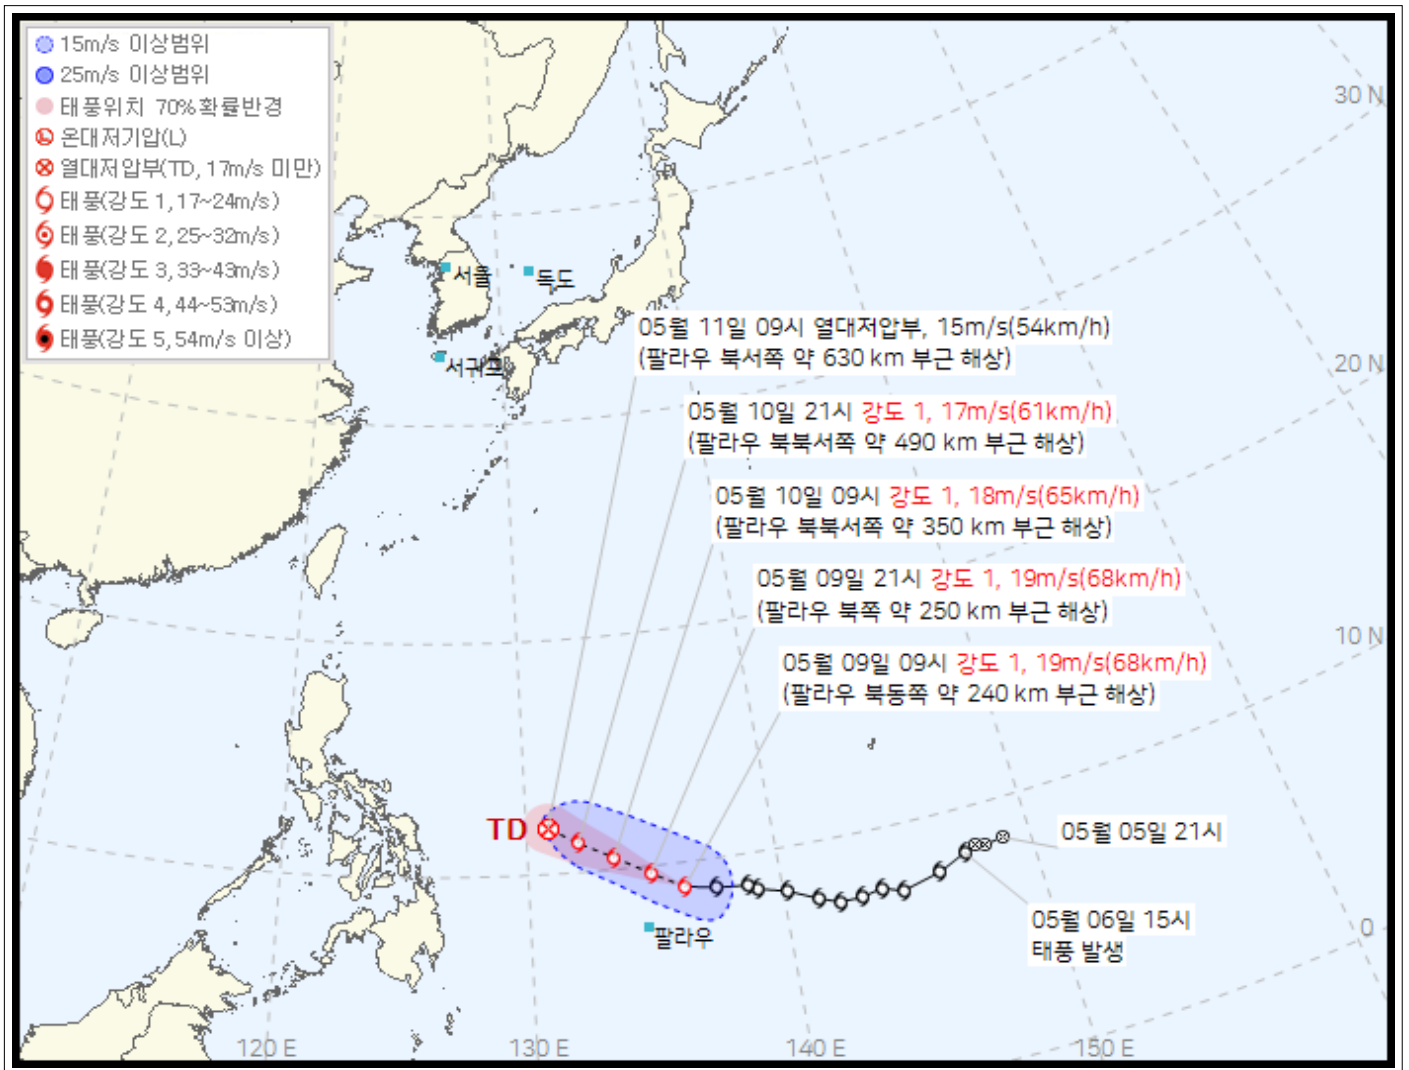 15m/s 이상범위
25m/s 이상범위
태풍위치 70%확률반경
온대저기압(L)
열대저압부(TD, 17m/s 미만)
태풍(강도 1, 17~24m/s)
태풍(강도 2, 25~32m/s)
태풍(강도 3, 33~43m/s)
태풍(강도 4, 44~53m/s)
태풍(강도 5, 54m/s 이상)
30 N
서울
독도
서귀포
05월 11일 09시 열대저압부, 15m/s(54km/h)
(팔라우 북서쪽 약 630 km 부근 해상)
20 N
05월 10일 21시 강도 1, 17m/s(61km/h)
(팔라우 북북서쪽 약 490 km 부근 해상)
05월 10일 09시 강도 1, 18m/s(65km/h)
(팔라우 북북서쪽 약 350 km 부근 해상)
05월 09일 21시 강도 1, 19m/s(68km/h)
(팔라우 북쪽 약 250 km 부근 해상)
10 N
05월 09일 09시 강도 1, 19m/s(68km/h)
(팔라우 북동쪽 약 240 km 부근 해상)
TD
05월 05일 21시
05월 06일 15시
태풍 발생
0
팔라우
120 E
130 E
140 E
150 E